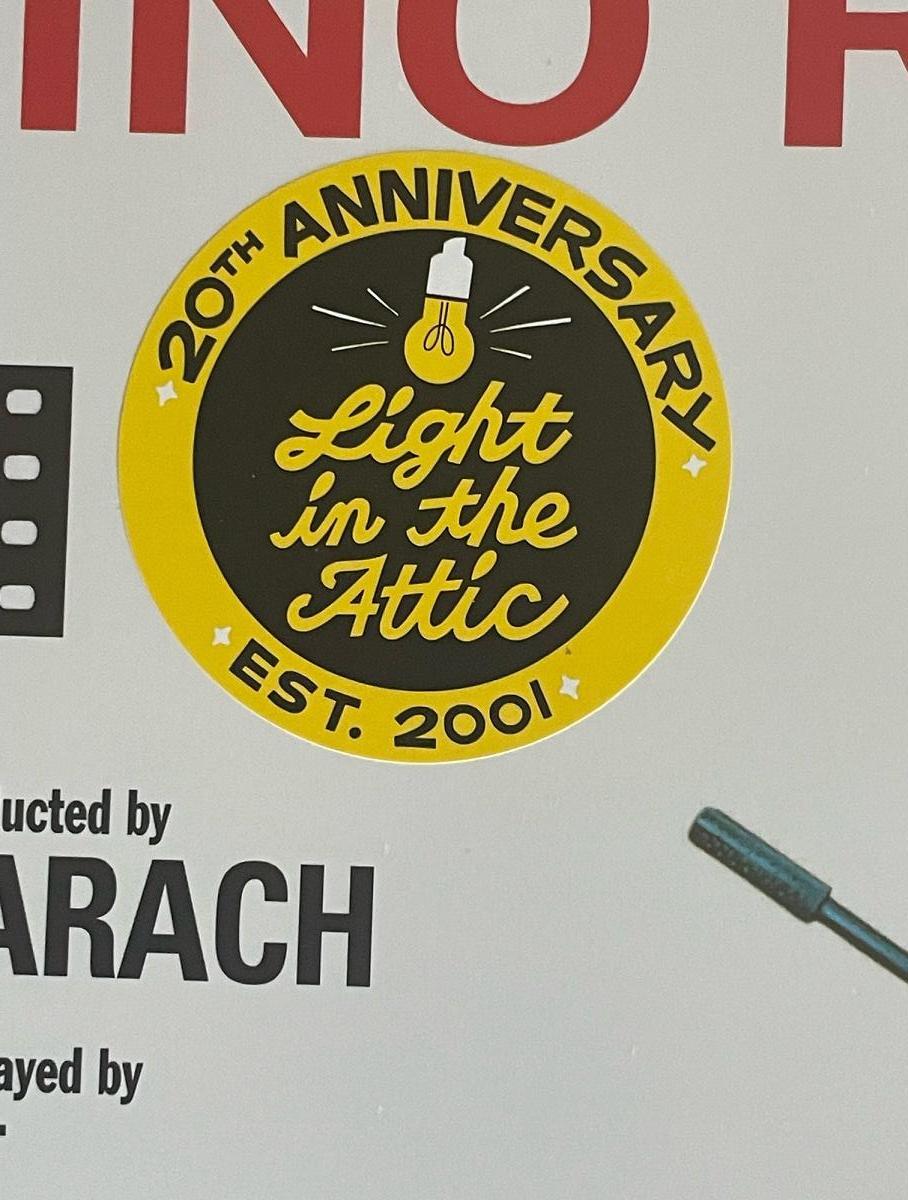 INO R
20TH ANNIVERSARY
Light
in the
Attic
EST. 2001
ucted by
ARACH
ayed by